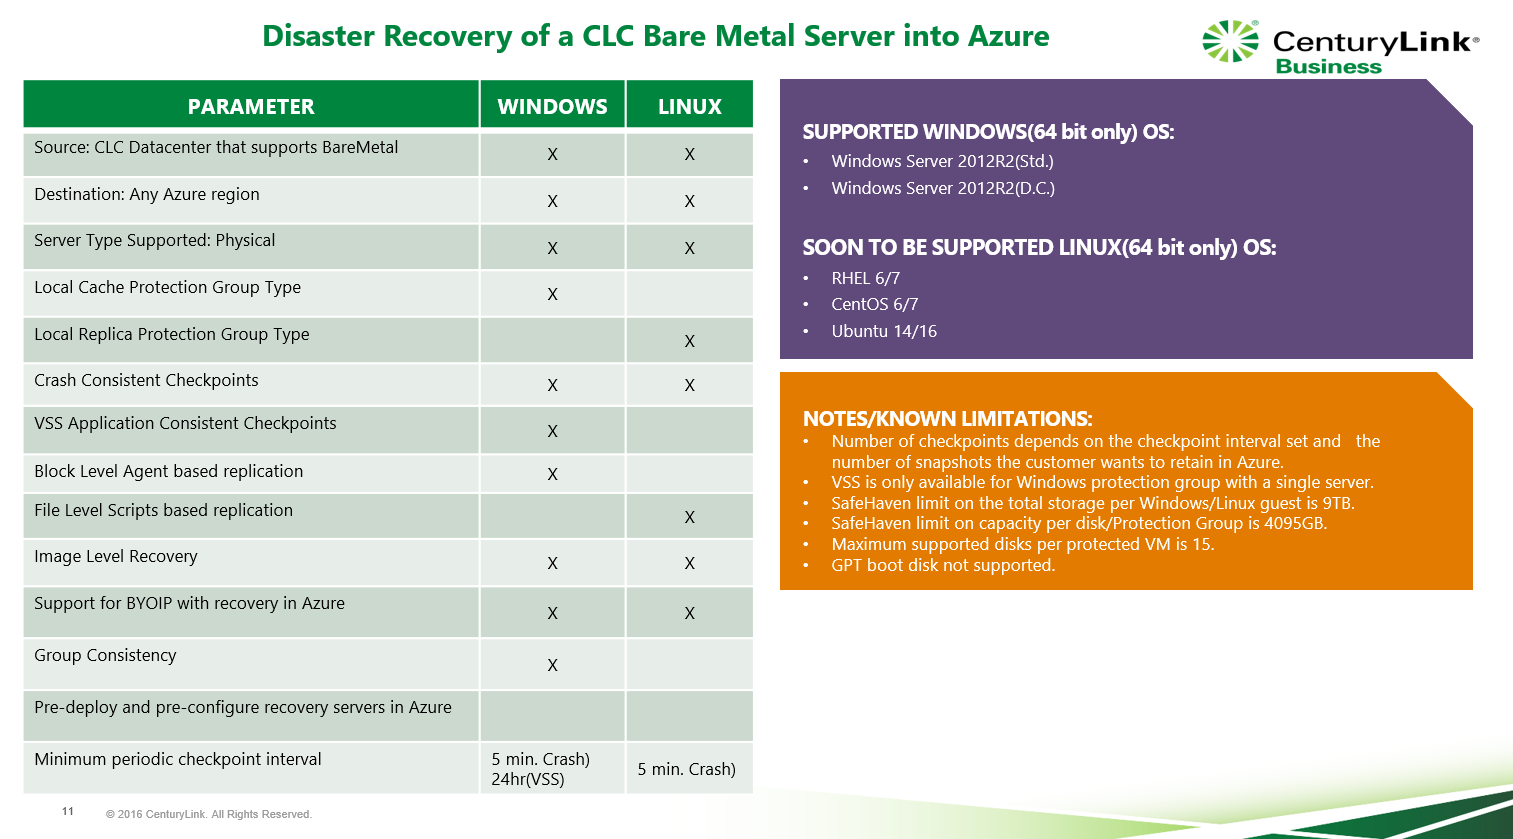 Disaster Recovery of a CLC Bare Metal Server into Azure
CenturyLink®
Business
PARAMETER WINDOWS LINUX
Source: CLC Datacenter that supports BareMetal X X
Destination: Any Azure region X X
Server Type Supported: Physical X X
Local Cache Protection Group Type X
Local Replica Protection Group Type X
Crash Consistent Checkpoints X X
VSS Application Consistent Checkpoints X
Block Level Agent based replication X
File Level Scripts based replication X
Image Level Recovery X X
Support for BYOIP with recovery in Azure X X
Group Consistency X
Pre-deploy and pre-configure recovery servers in Azure
Minimum periodic checkpoint interval 5 min. Crash) 5 min. Crash)
24hr(VSS)
SUPPORTED WINDOWS(64 bit only) OS:
• Windows Server 2012R2(Std.)
• Windows Server 2012R2(D.C.)
SOON TO BE SUPPORTED LINUX(64 bit only) OS:
• RHEL 6/7
• CentOS 6/7
• Ubuntu 14/16
NOTES/KNOWN LIMITATIONS:
• Number of checkpoints depends on the checkpoint interval set and the
number of snapshots the customer wants to retain in Azure.
• VSS is only available for Windows protection group with a single server.
• SafeHaven limit on the total storage per Windows/Linux guest is 9TB.
• SafeHaven limit on capacity per disk/Protection Group is 4095GB.
• Maximum supported disks per protected VM is 15.
• GPT boot disk not supported.
11 © 2016 CenturyLink. All Rights Reserved.